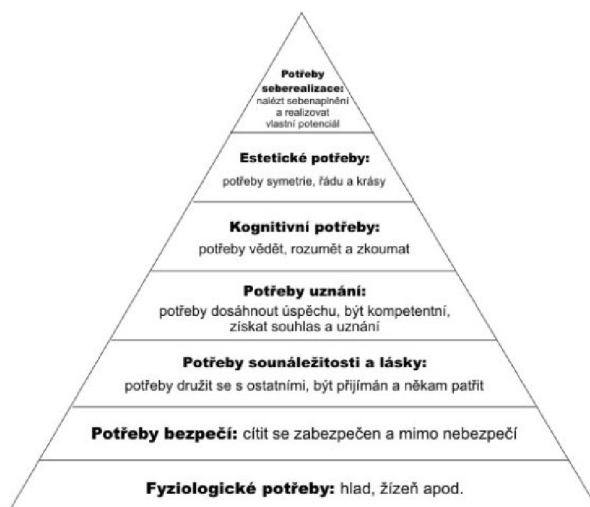 Potřeby
seberealizace:
nalézt sebenaplnění
a realizovat
vlastní potenciál
Estetické potřeby:
potřeby symetrie, řádu a krásy
Kognitivní potřeby:
potřeby vědět, rozumět a zkoumat
Potřeby uznání:
potřeby dosáhnout úspěchu, být kompetentní,
získat souhlas a uznání
Potřeby sounáležitosti a lásky:
potřeby družit se s ostatními, být přijímán a někam patřit
Potřeby bezpečí: cítit se zabezpečen a mimo nebezpečí
Fyziologické potřeby: hlad, žízeň apod.